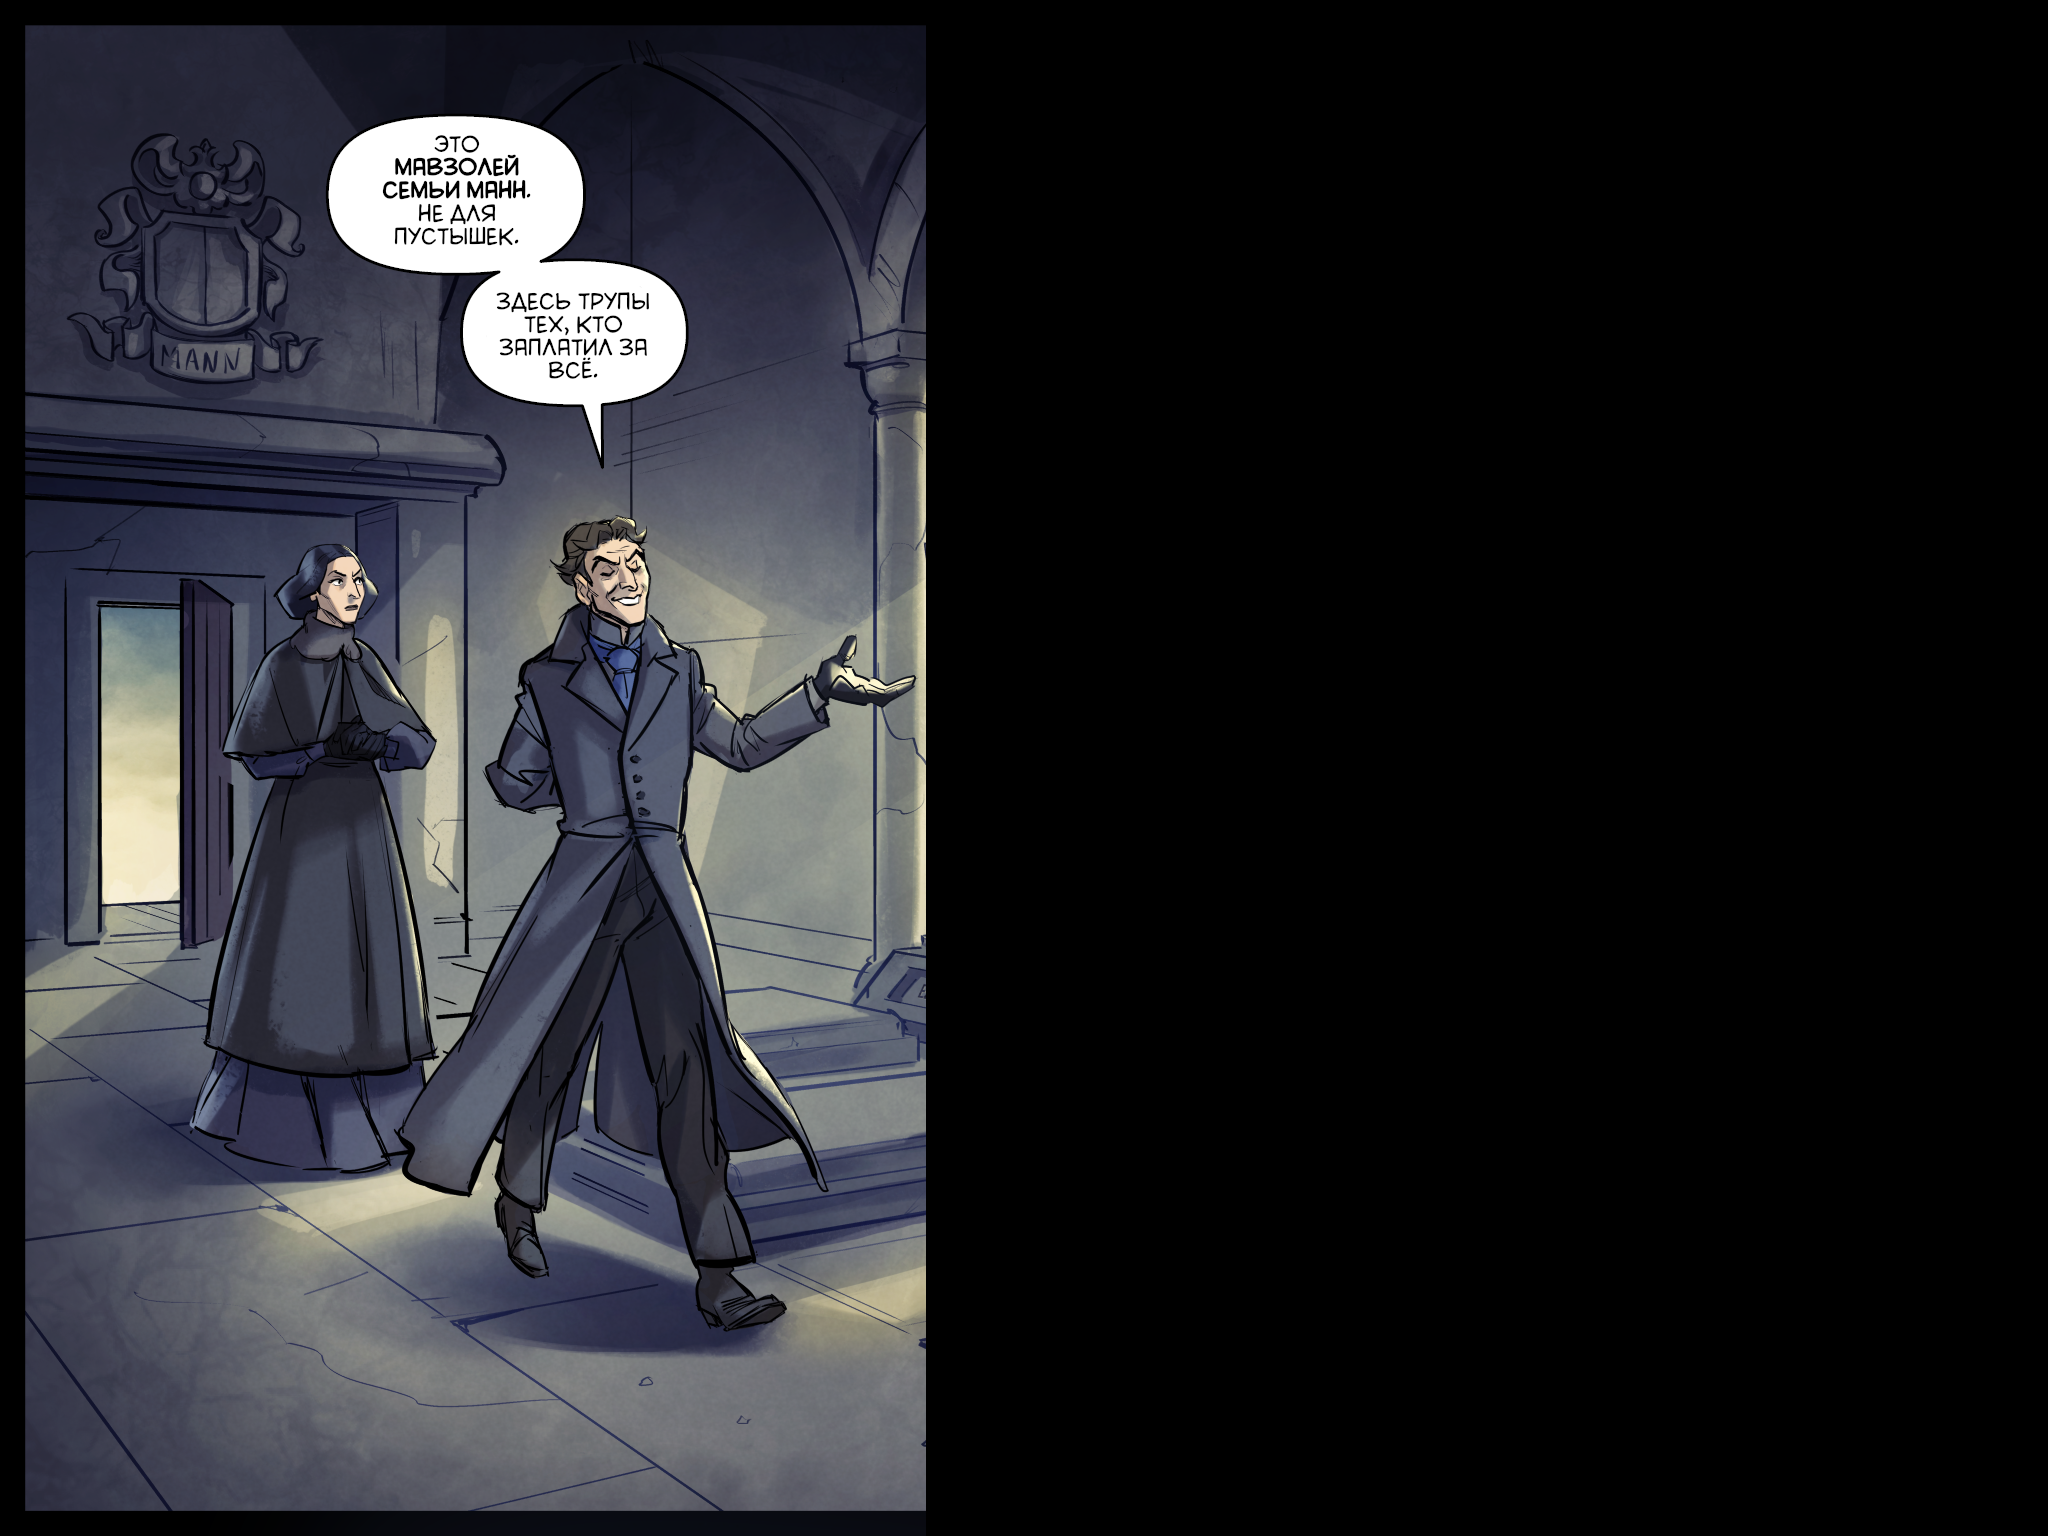 ЭТО
МАВЗОЛЕЙ
СЕМЬИ МАНН.
НЕ ДЛЯ
ПУСТЫШЕК.
ЗДЕСЬ ТРУПЫ
ТЕХ, КТО
ЗАПЛАТИЛ ЗА
ВСЁ.
MANN